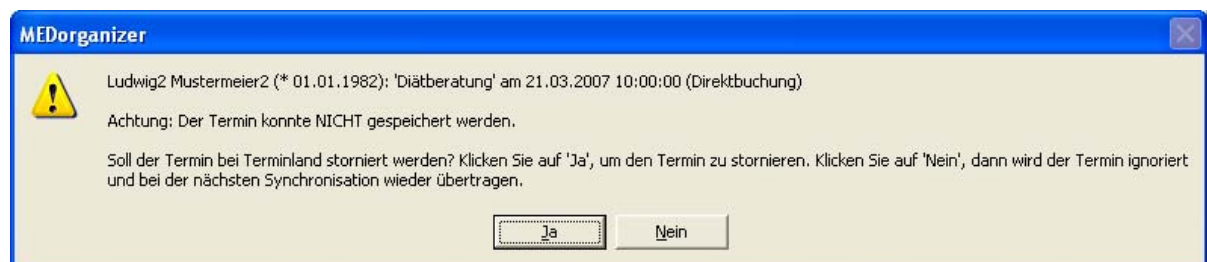 MEDorganizer
Ludwig2 Mustermeier2 (* 01.01.1982): 'Diätberatung' am 21.03.2007 10:00:00 (Direktbuchung)
Achtung: Der Termin konnte NICHT gespeichert werden.
Soll der Termin bei Terminland storniert werden? Klicken Sie auf 'Ja', um den Termin zu stornieren. Klicken Sie auf 'Nein', dann wird der Termin ignoriert
und bei der nächsten Synchronisation wieder übertragen.
Ja
Nein